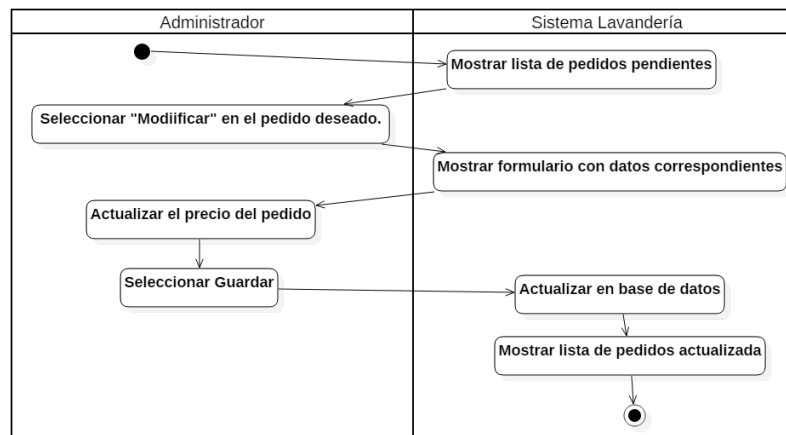 Administrador
Sistema Lavandería
Mostrar lista de pedidos pendientes
Seleccionar "Modiificar" en el pedido deseado.
Mostrar formulario con datos correspondientes
Actualizar el precio del pedido
Seleccionar Guardar
Actualizar en base de datos
Mostrar lista de pedidos actualizada